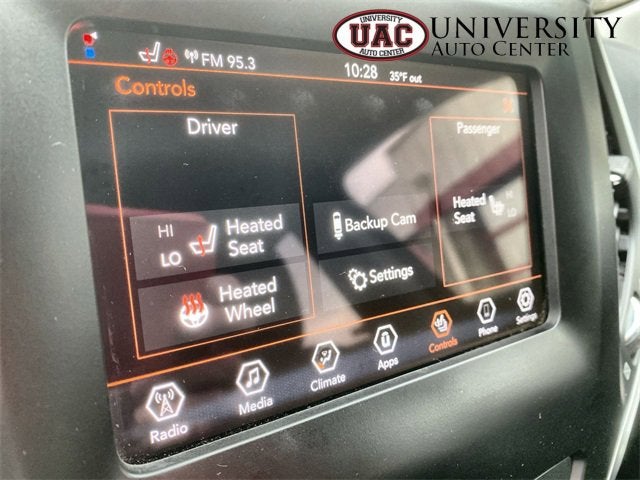 UNIVERSITY
UAC
AUTO CENTER
UNIVERSITY
AUTO CENTER
FM 95.3
10:28
35°F out
Controls
Driver
Passenger
HI
LO
Heated
Seat
Backup Cam
Heated
Seat
HI
LO
Heated
Wheel
Settings
Radio
Media
Climate
Apps
Controls
Phone
Settings